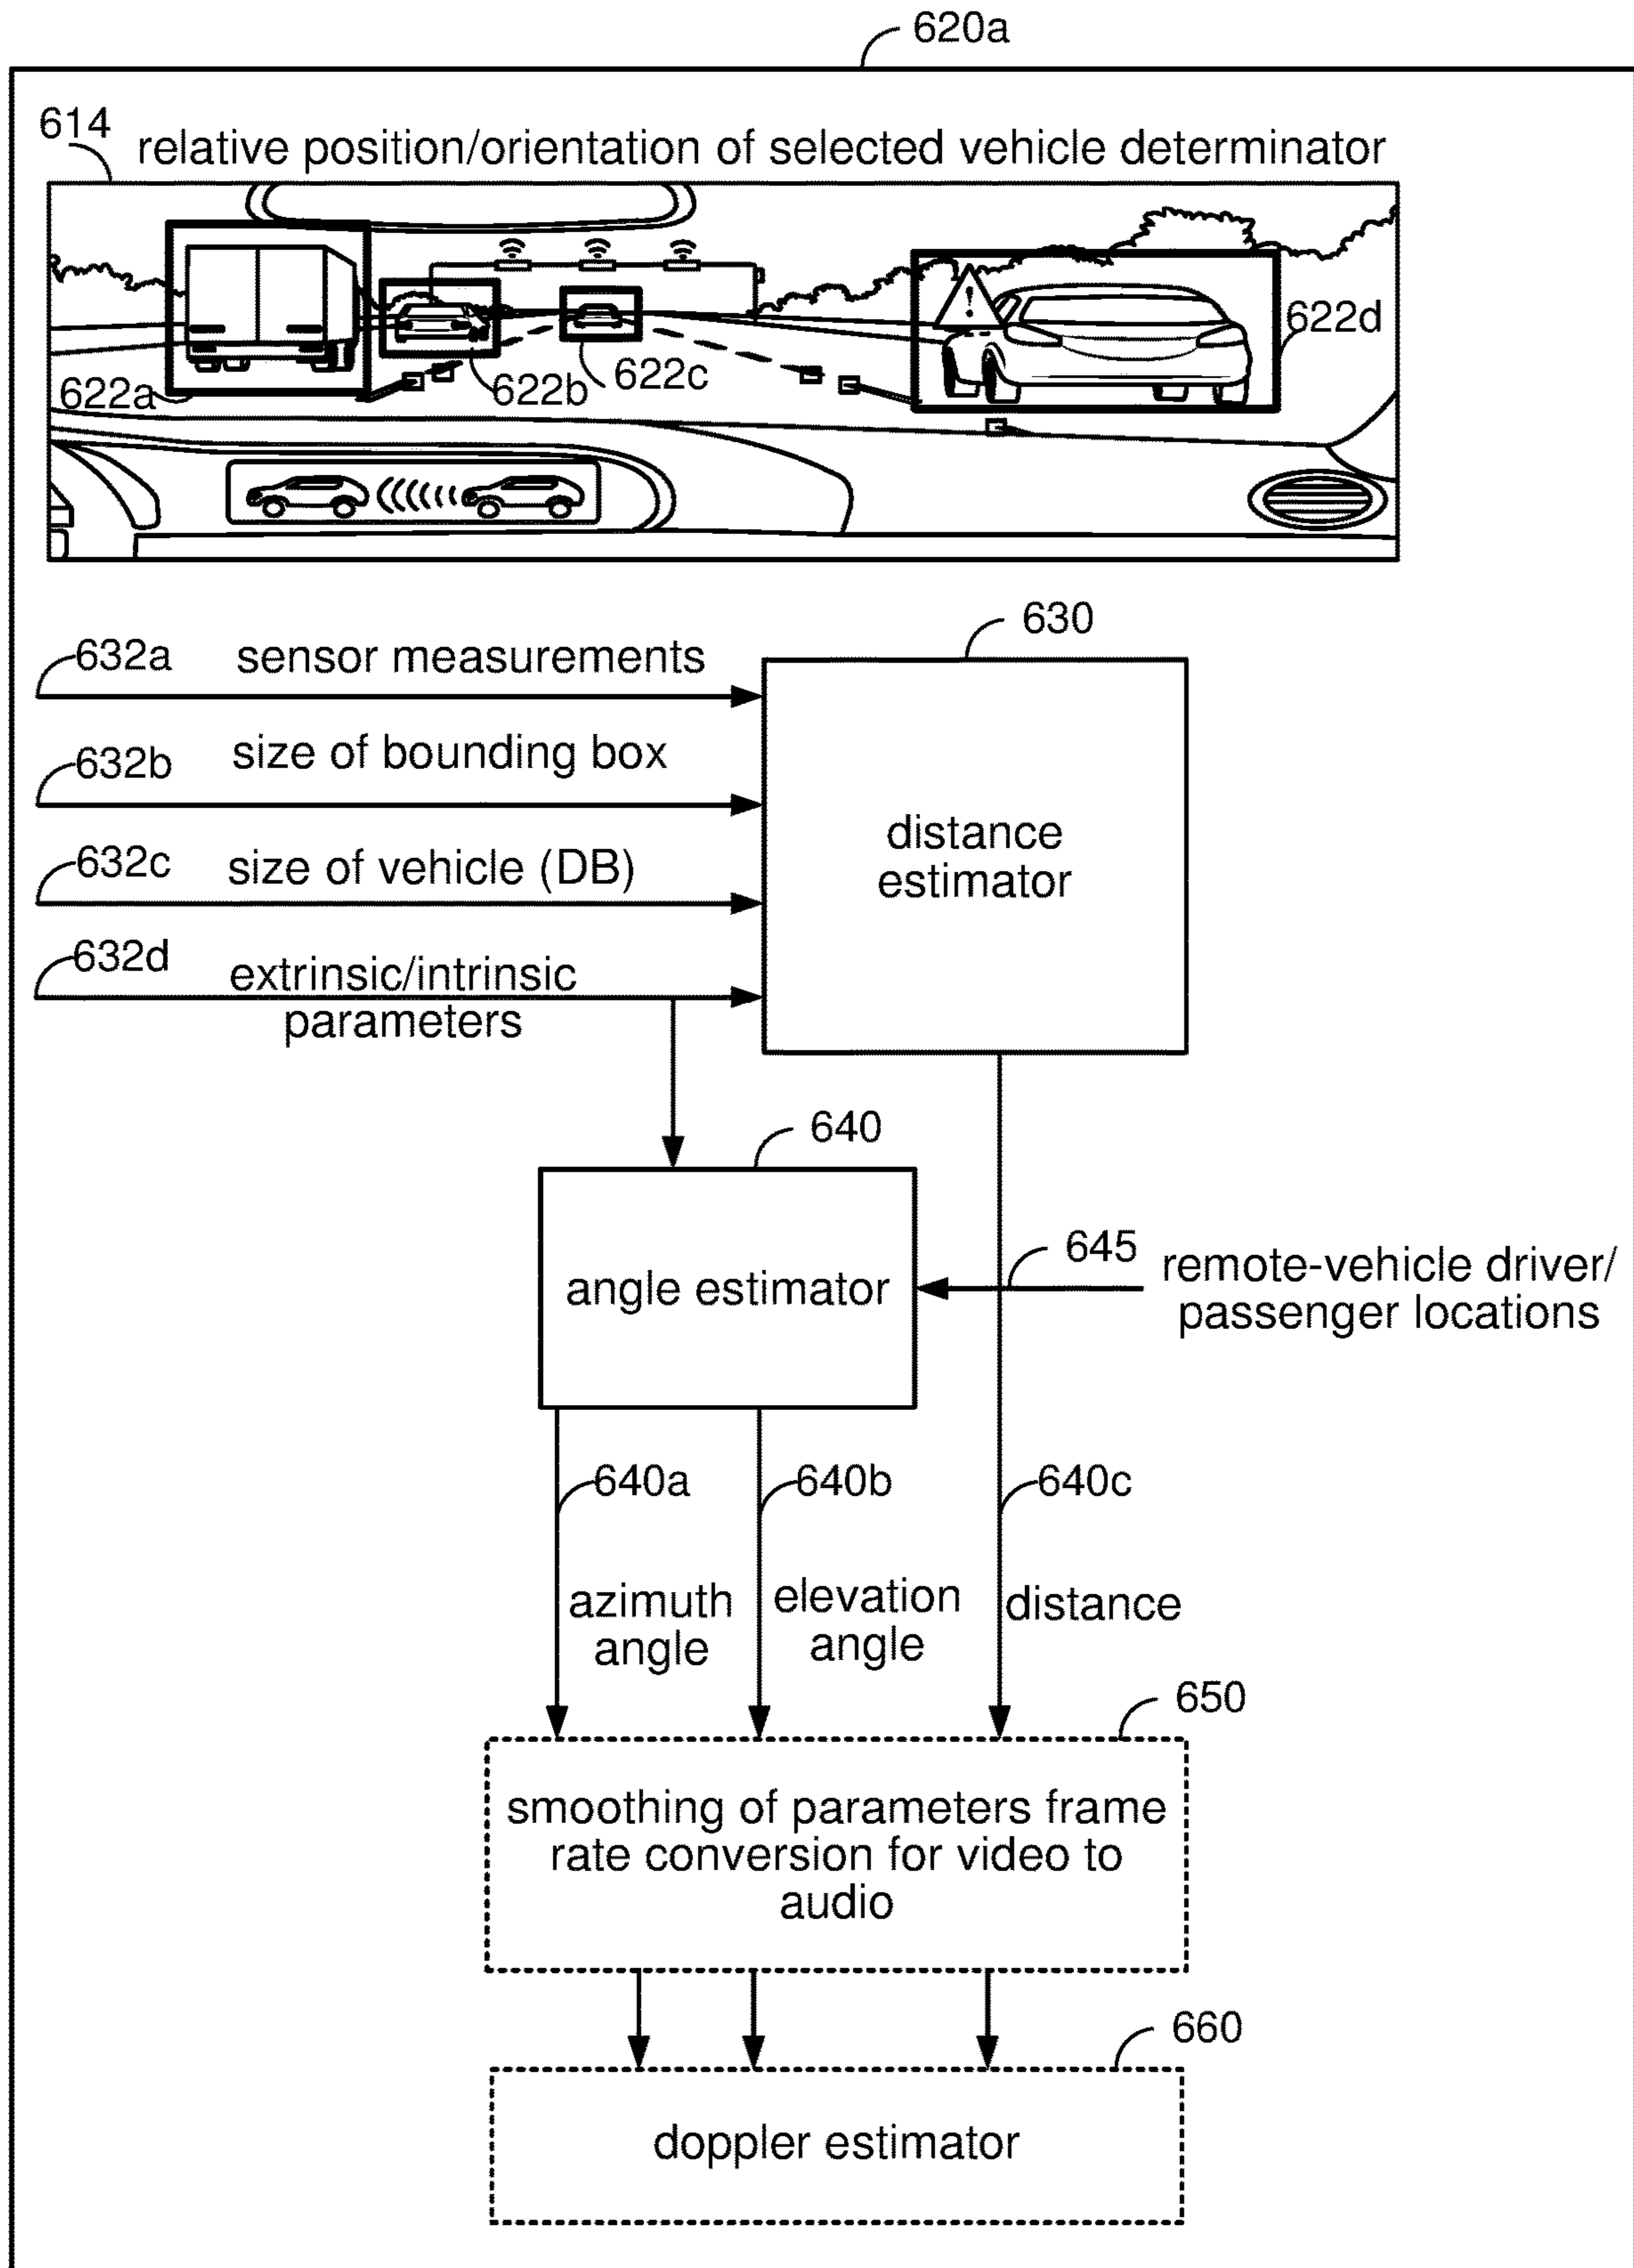 620a
614
relative position/orientation of selected vehicle determinator
!
622d
622a
622b
622c
630
632a sensor measurements
632b size of bounding box
632c size of vehicle (DB)
632d extrinsic/intrinsic
parameters
distance
estimator
640
645
angle estimator
remote-vehicle driver/
passenger locations
640a
640b
640c
azimuth
angle
elevation
angle
distance
650
smoothing of parameters frame
rate conversion for video to
audio
660
doppler estimator